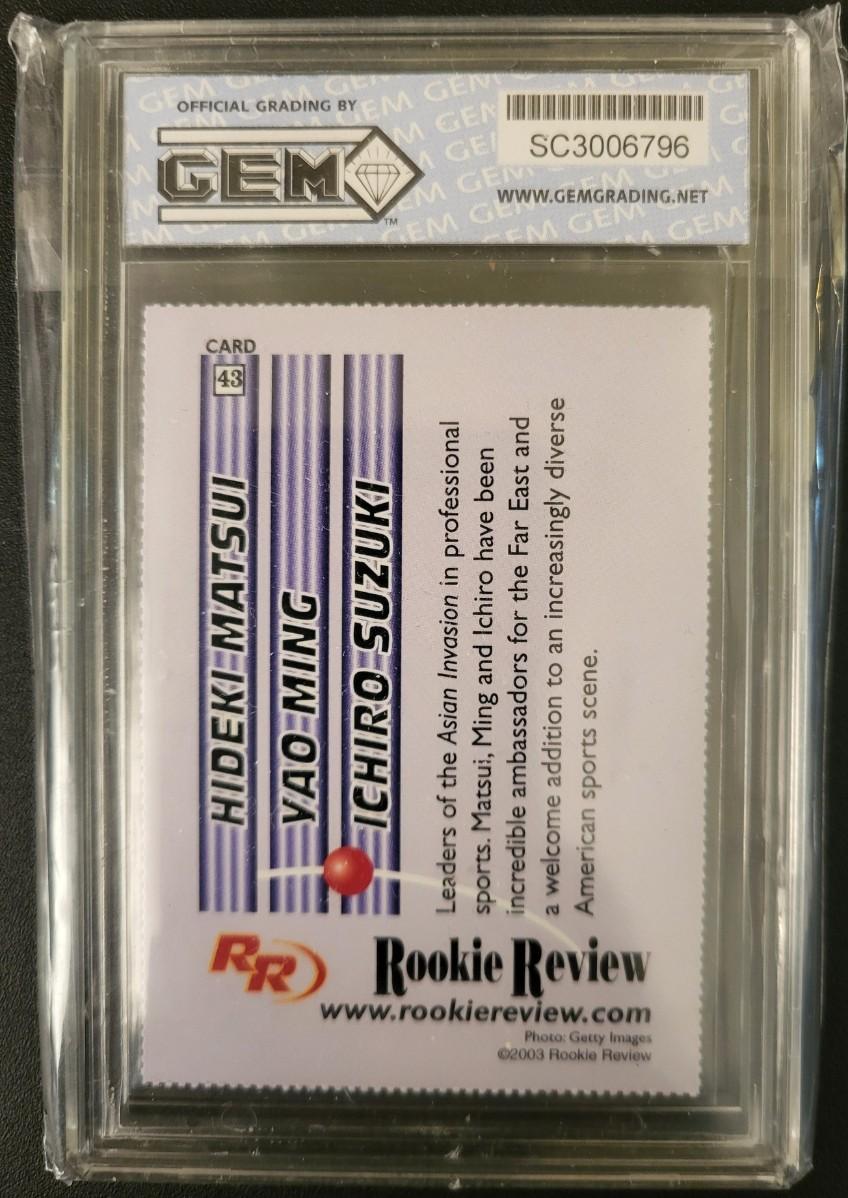 OFFICIAL GRADING BY
GEM
TM
SC3006796
WWW.GEMGRADING.NET
CARD
43
HIDEKI MATSUI
YAO MING
ICHIRO SUZUKI
Leaders of the Asian Invasion in professional
sports. Matsui, Ming and Ichiro have been
incredible ambassadors for the Far East and
a welcome addition to an increasingly diverse
American sports scene.
RR
Rookie Review
www.rookiereview.com
Photo: Getty Images
©2003 Rookie Review